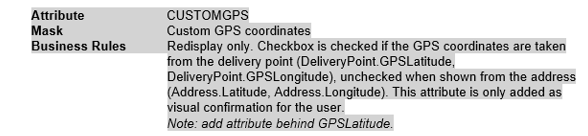 Attribute CUSTOMGPS
Mask Custom GPS coordinates
Business Rules Redisplay only. Checkbox is checked if the GPS coordinates are taken
from the delivery point (DeliveryPoint.GPSLatitude,
DeliveryPoint.GPSLongitude), unchecked when shown from the address
(Address.Latitude, Address.Longitude). This attribute is only added as
visual confirmation for the user.
Note: add attribute behind GPSLatitude.